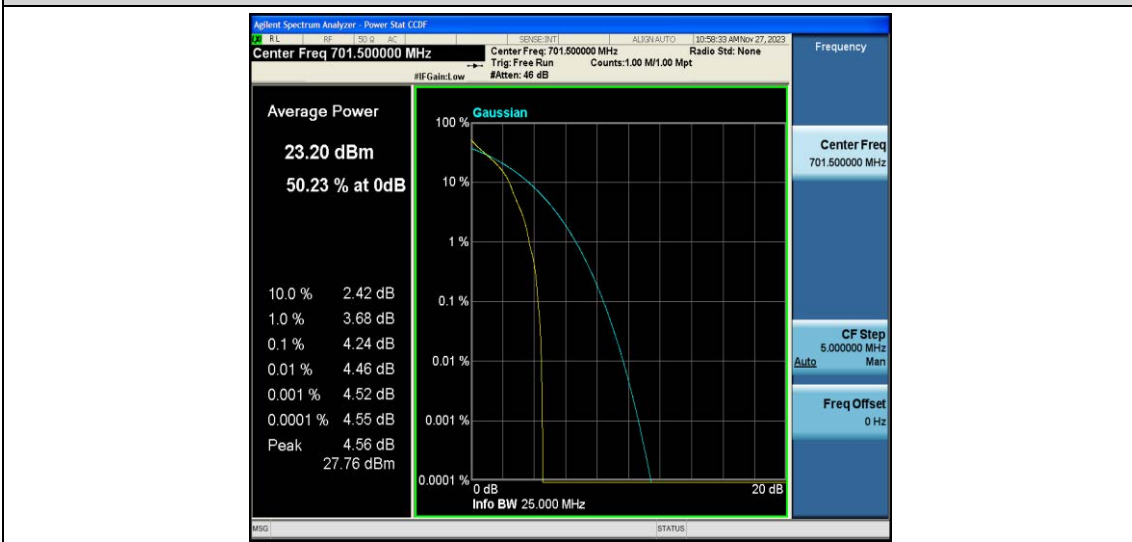 Agilent Spectrum Analyzer - Power Stat CCDF
RL RF 50 Ω AC SENSE:INT ALIGN AUTO 10:58:33 AM Nov 27, 2023
Center Freq 701.500000 MHz
Center Freq: 701.500000 MHz Radio Std: None
Trig: Free Run Counts:1.00 M/1.00 Mpt
#IFGain:Low #Atten: 46 dB
Frequency
Average Power
23.20 dBm
50.23 % at 0dB
10.0 % 2.42 dB
1.0 % 3.68 dB
0.1 % 4.24 dB
0.01 % 4.46 dB
0.001 % 4.52 dB
0.0001 % 4.55 dB
Peak 4.56 dB
27.76 dBm
Gaussian
100 %
10 %
1 %
0.1 %
0.01 %
0.001 %
0.0001 %
0 dB 20 dB
Info BW 25.000 MHz
Center Freq
701.500000 MHz
CF Step
5.000000 MHz
Auto Man
Freq Offset
0 Hz
MSG STATUS